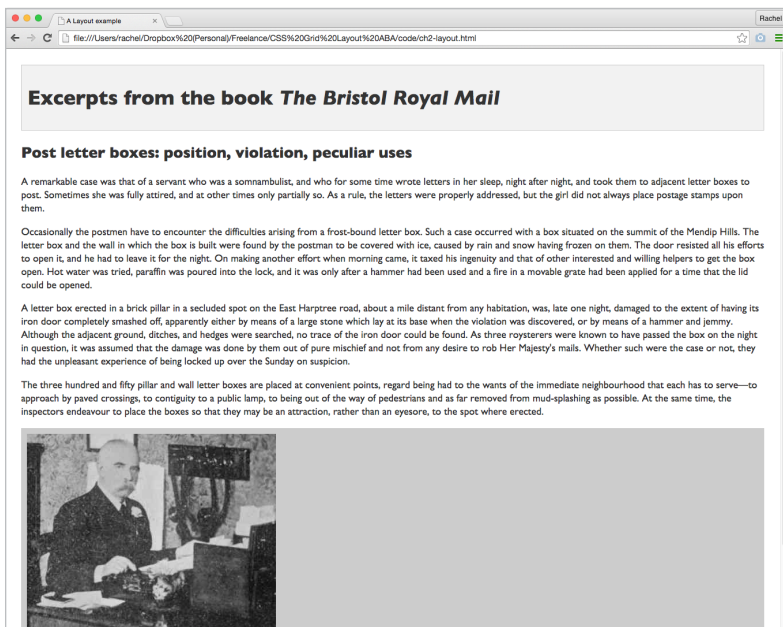 A Layout example
Rachel
file:///Users/rachel/Dropbox%20(Personal)/Freelance/CSS%20Grid%20Layout%20ABA/code/ch2-layout.html
Excerpts from the book The Bristol Royal Mail
Post letter boxes: position, violation, peculiar uses
A remarkable case was that of a servant who was a somnambulist, and who for some time wrote letters in her sleep, night after night, and took them to adjacent letter boxes to
post. Sometimes she was fully attired, and at other times only partially so. As a rule, the letters were properly addressed, but the girl did not always place postage stamps upon
them.
Occasionally the postmen have to encounter the difficulties arising from a frost-bound letter box. Such a case occurred with a box situated on the summit of the Mendip Hills. The
letter box and the wall in which the box is built were found by the postman to be covered with ice, caused by rain and snow having frozen on them. The door resisted all his efforts
to open it, and he had to leave it for the night. On making another effort when morning came, it taxed his ingenuity and that of other interested and willing helpers to get the box
open. Hot water was tried, paraffin was poured into the lock, and it was only after a hammer had been used and a fire in a movable grate had been applied for a time that the lid
could be opened.
A letter box erected in a brick pillar in a secluded spot on the East Harptree road, about a mile distant from any habitation, was, late one night, damaged to the extent of having its
iron door completely smashed off, apparently either by means of a large stone which lay at its base when the violation was discovered, or by means of a hammer and jemmy.
Although the adjacent ground, ditches, and hedges were searched, no trace of the iron door could be found. As three roysterers were known to have passed the box on the night
in question, it was assumed that the damage was done by them out of pure mischief and not from any desire to rob Her Majesty's mails. Whether such were the case or not, they
had the unpleasant experience of being locked up over the Sunday on suspicion.
The three hundred and fifty pillar and wall letter boxes are placed at convenient points, regard being had to the wants of the immediate neighbourhood that each has to serve—to
approach by paved crossings, to contiguity to a public lamp, to being out of the way of pedestrians and as far removed from mud-splashing as possible. At the same time, the
inspectors endeavour to place the boxes so that they may be an attraction, rather than an eyesore, to the spot where erected.